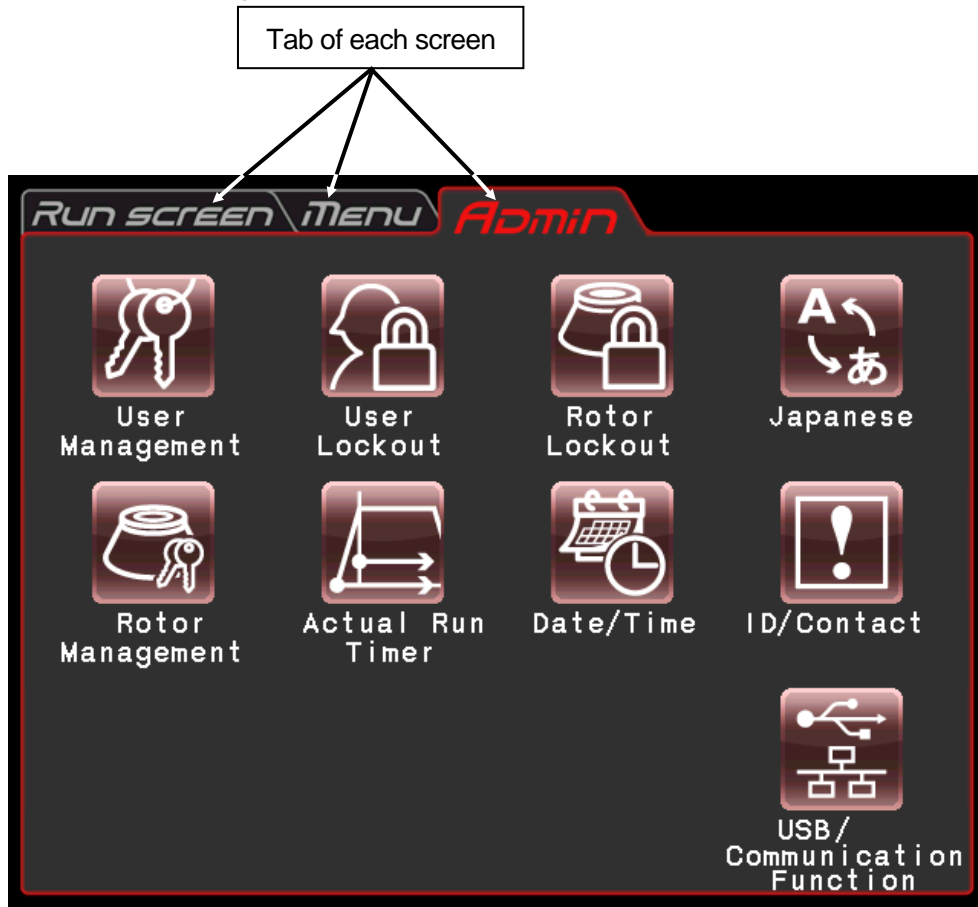 Tab of each screen
Run screen
Menu
Admin
A
あ
User
Management
User
Lockout
Rotor
Lockout
Japanese
Rotor
Management
Actual Run
Timer
Date/Time
!
ID/Contact
USB/
Communication
Function